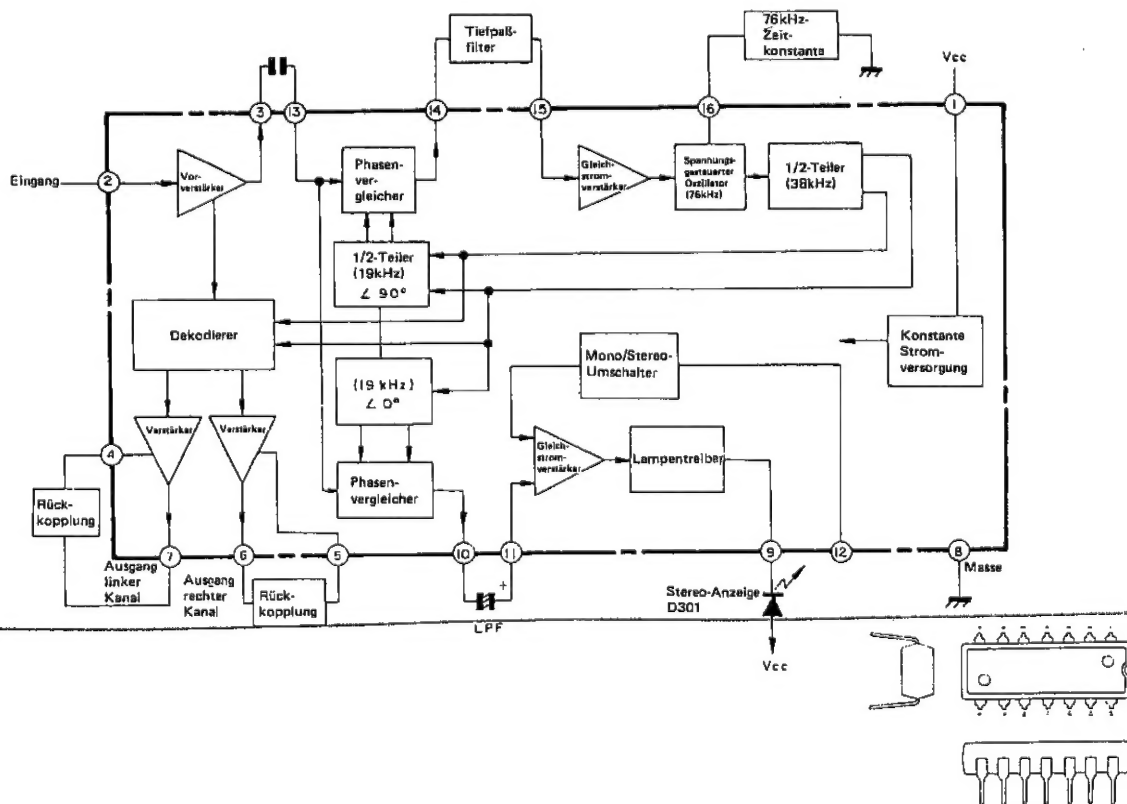 Tiefpaß-
filter
76kHz-
Zeit-
konstante
Vcc
3
13
14
15
16
1
Eingang
2
Vor-
verstärker
Phasen-
ver-
gleicher
Gleich-
strom-
verstärker
Spannungs-
gesteuerter
Oszillator
(76kHz)
1/2-Teiler
(38kHz)
1/2-Teiler
(19kHz)
∠ 90°
Dekodierer
(19 kHz)
∠ 0°
Mono/Stereo-
Umschalter
Konstante
Strom-
versorgung
Verstärker
Verstärker
4
Gleich-
strom-
verstärker
Lampentreiber
Phasen-
vergleicher
Rück-
kopplung
7
6
5
10
11
9
12
8
Masse
Ausgang
linker
Kanal
Ausgang
rechter
Kanal
Rück-
kopplung
+
LPF
Stereo-Anzeige
D301
Vcc